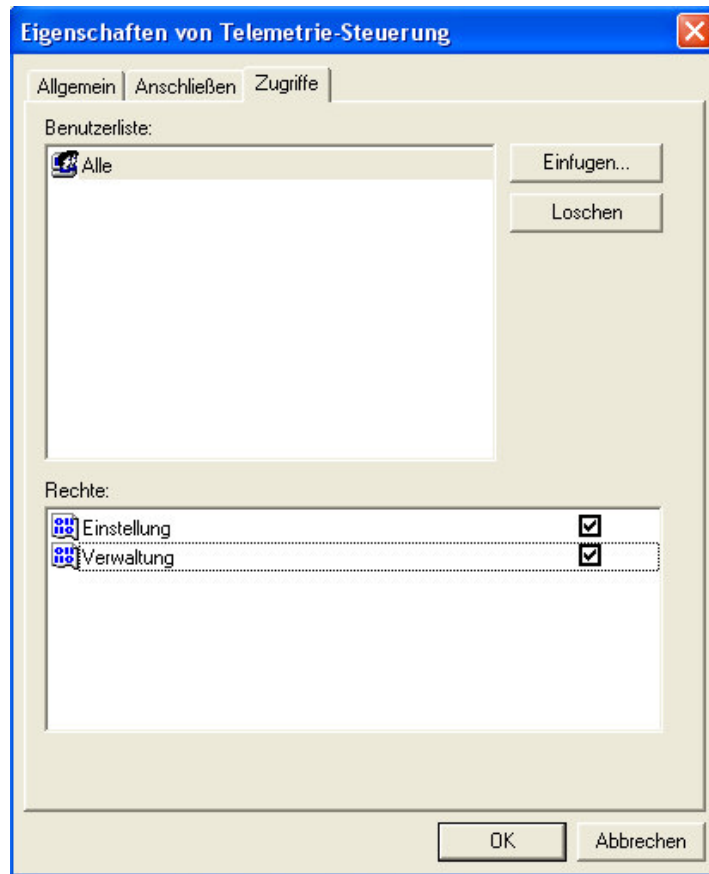 Eigenschaften von Telemetrie-Steuerung
Allgemein Anschließen Zugriffe
Benutzerliste:
Alle
Einfugen...
Loschen
Rechte:
Einstellung
Verwaltung
OK Abbrechen